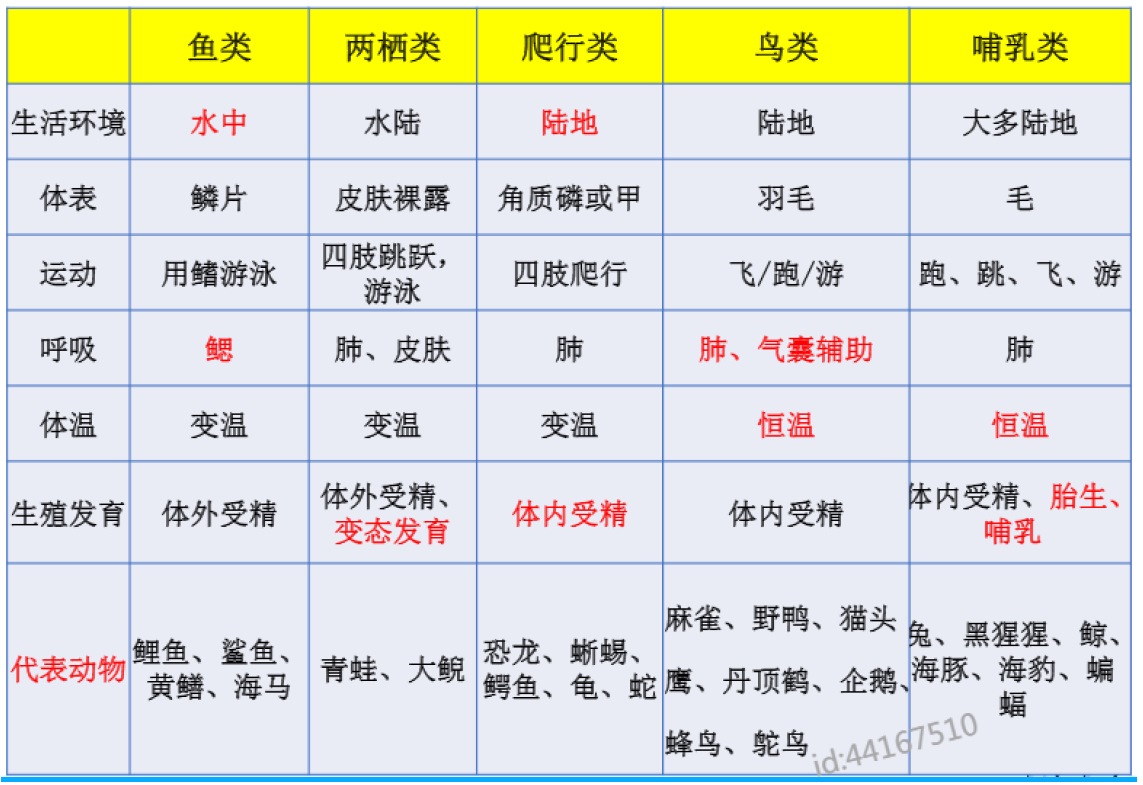 鱼类 两栖类 爬行类 鸟类 哺乳类
生活环境 水中 水陆 陆地 陆地 大多陆地
体表 鳞片 皮肤裸露 角质磷或甲 羽毛 毛
运动 用鳍游泳 四肢跳跃，
游泳 四肢爬行 飞/跑/游 跑、跳、飞、游
呼吸 鳃 肺、皮肤 肺 肺、气囊辅助 肺
体温 变温 变温 变温 恒温 恒温
生殖发育 体外受精 体外受精、
变态发育 体内受精 体内受精 体内受精、胎生、
哺乳
代表动物 鲤鱼、鲨鱼、
黄鳝、海马 青蛙、大鲵 恐龙、蜥蜴、
鳄鱼、龟、蛇 麻雀、野鸭、猫头
鹰、丹顶鹤、企鹅、
蜂鸟、鸵鸟 兔、黑猩猩、鲸、
海豚、海豹、蝙
蝠
id:44167510